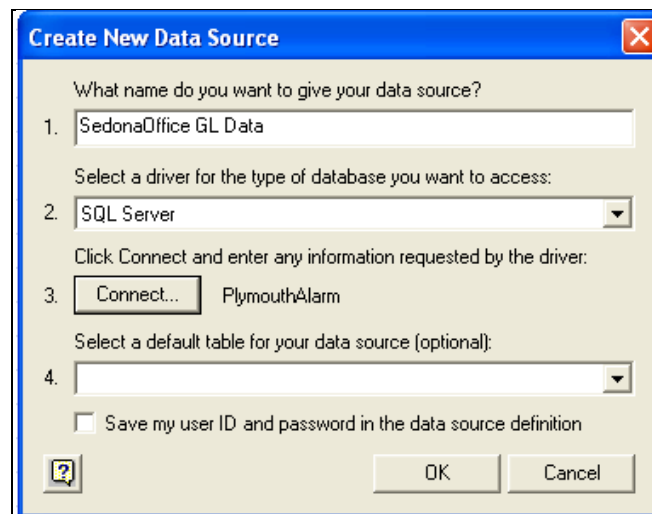 Create New Data Source
What name do you want to give your data source?
1. SedonaOffice GL Data
Select a driver for the type of database you want to access:
2. SQL Server
Click Connect and enter any information requested by the driver:
3. Connect... PlymouthAlarm
Select a default table for your data source (optional):
4.
Save my user ID and password in the data source definition
? OK Cancel